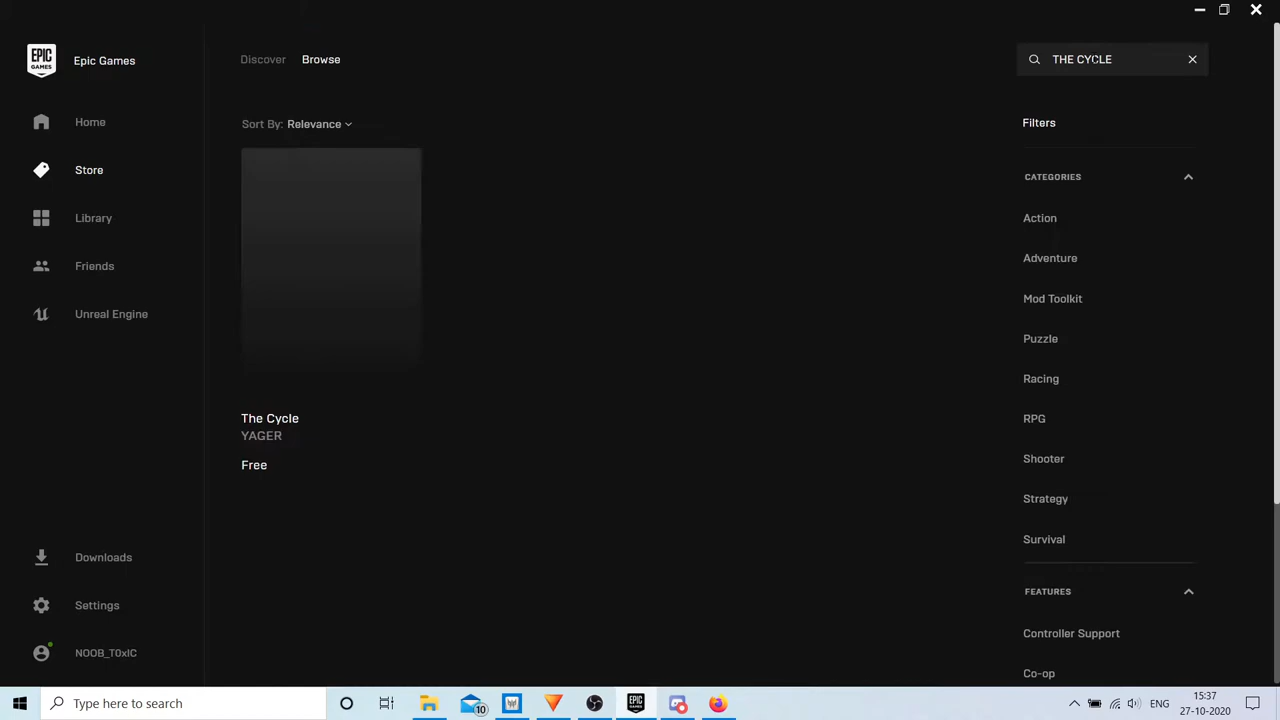 EPIC
GAMES
Epic Games
Discover
Browse
THE CYCLE
Home
Store
Library
Friends
Unreal Engine
Downloads
Settings
NOOB_T0xIC
Sort By: Relevance
The Cycle
YAGER
Free
Filters
CATEGORIES
Action
Adventure
Mod Toolkit
Puzzle
Racing
RPG
Shooter
Strategy
Survival
FEATURES
Controller Support
Co-op
Type here to search
10
EPIC
GAMES
ENG
15:37
27-10-2020